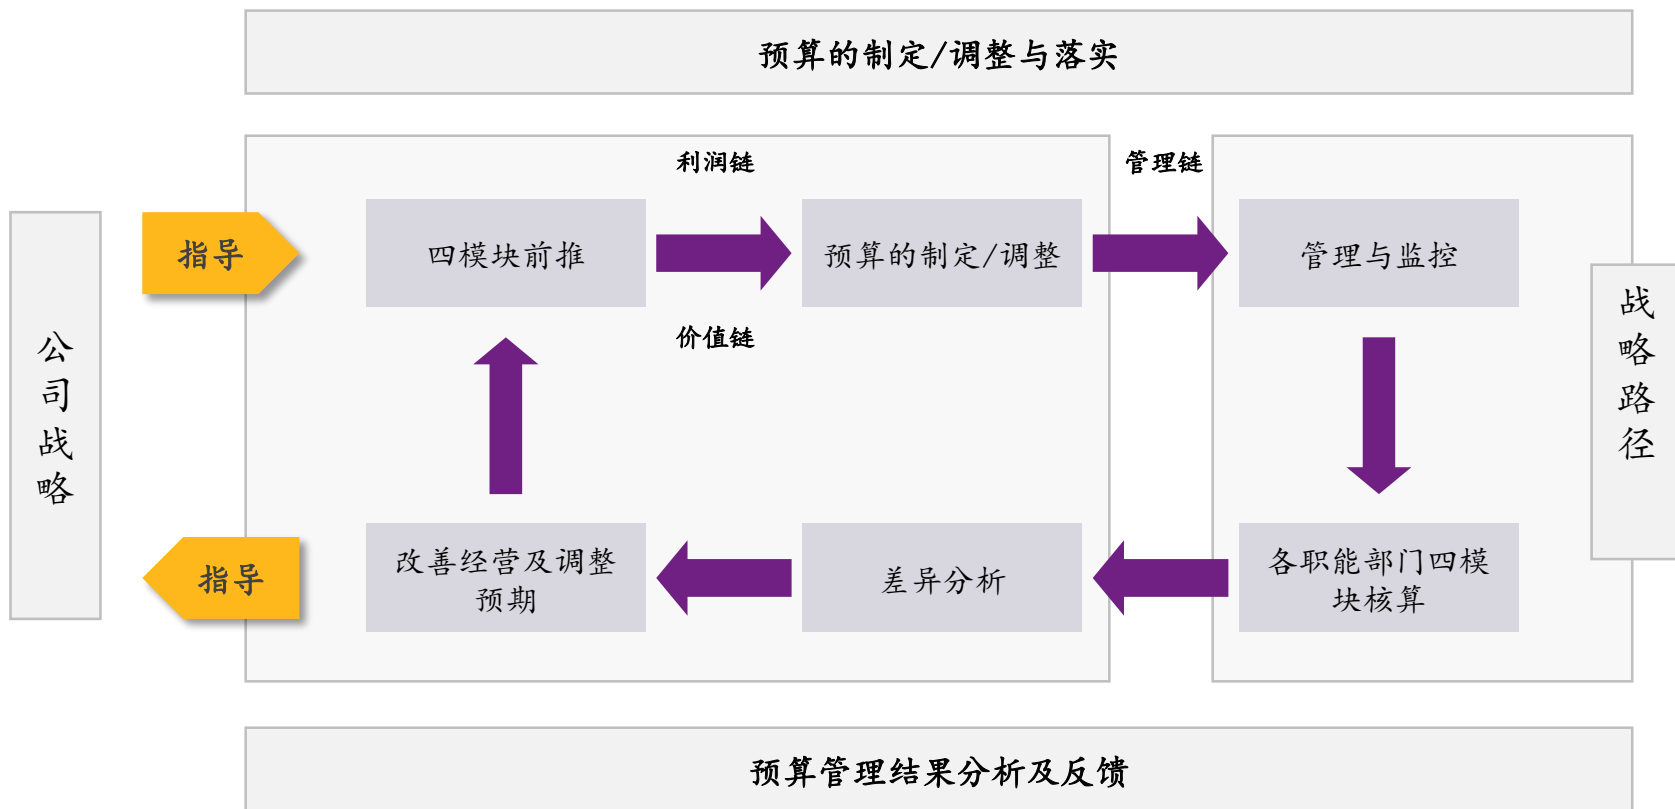 预算的制定/调整与落实
利润链
管理链
指导
四模块前推
预算的制定/调整
管理与监控
价值链
公
司
战
略
战
略
路
径
指导
改善经营及调整
预期
差异分析
各职能部门四模
块核算
预算管理结果分析及反馈